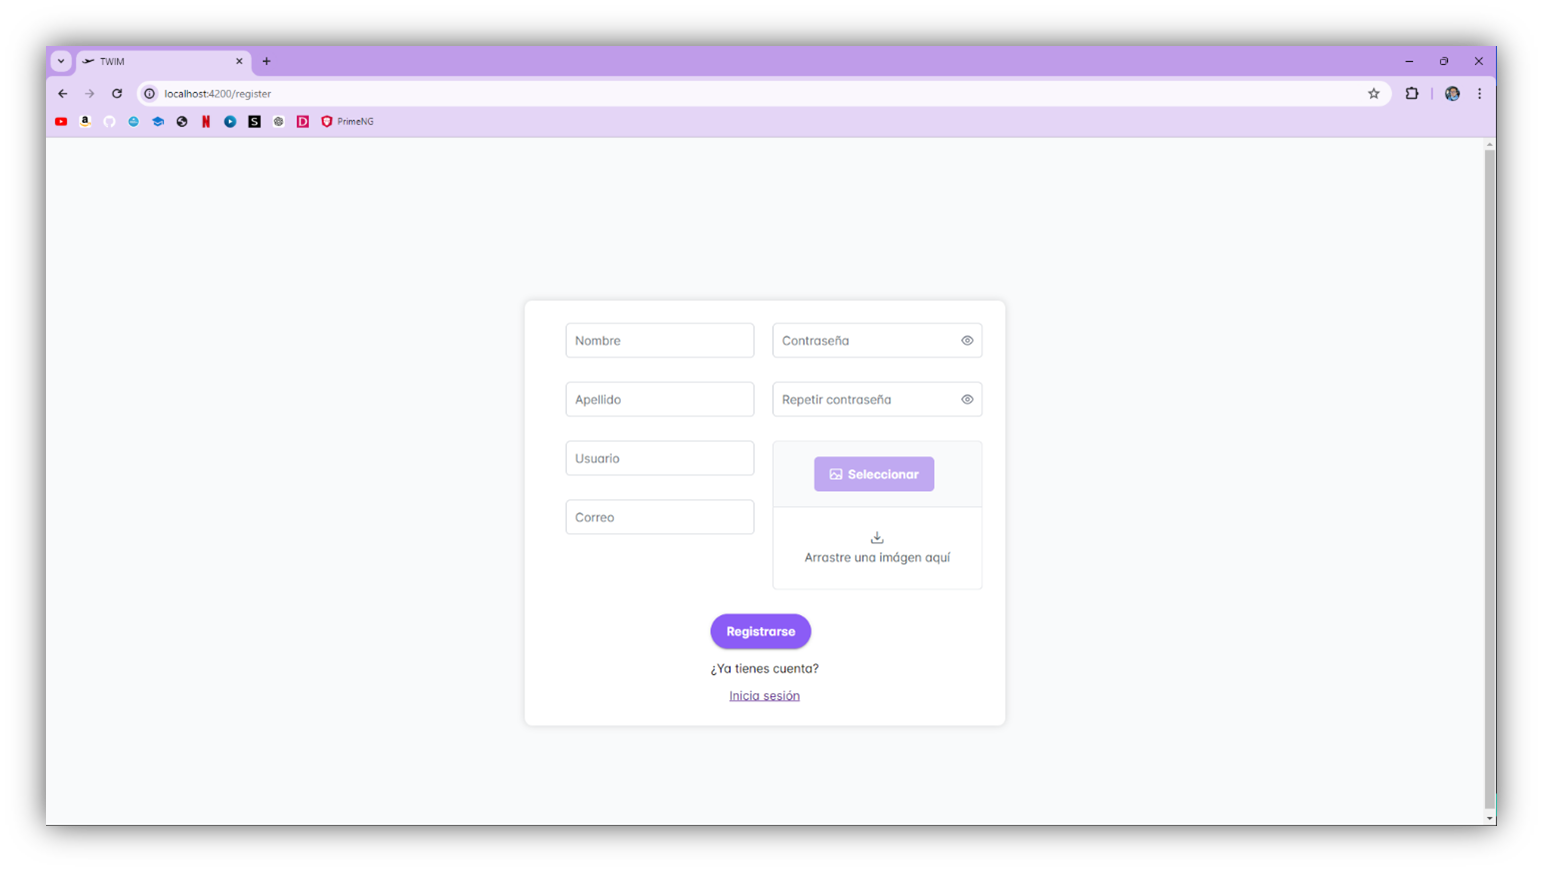 TWIM
localhost:4200/register
PrimeNG
Nombre
Contraseña
Apellido
Repetir contraseña
Usuario
Seleccionar
Correo
Arrastre una imágen aquí
Registrarse
¿Ya tienes cuenta?
Inicia sesión